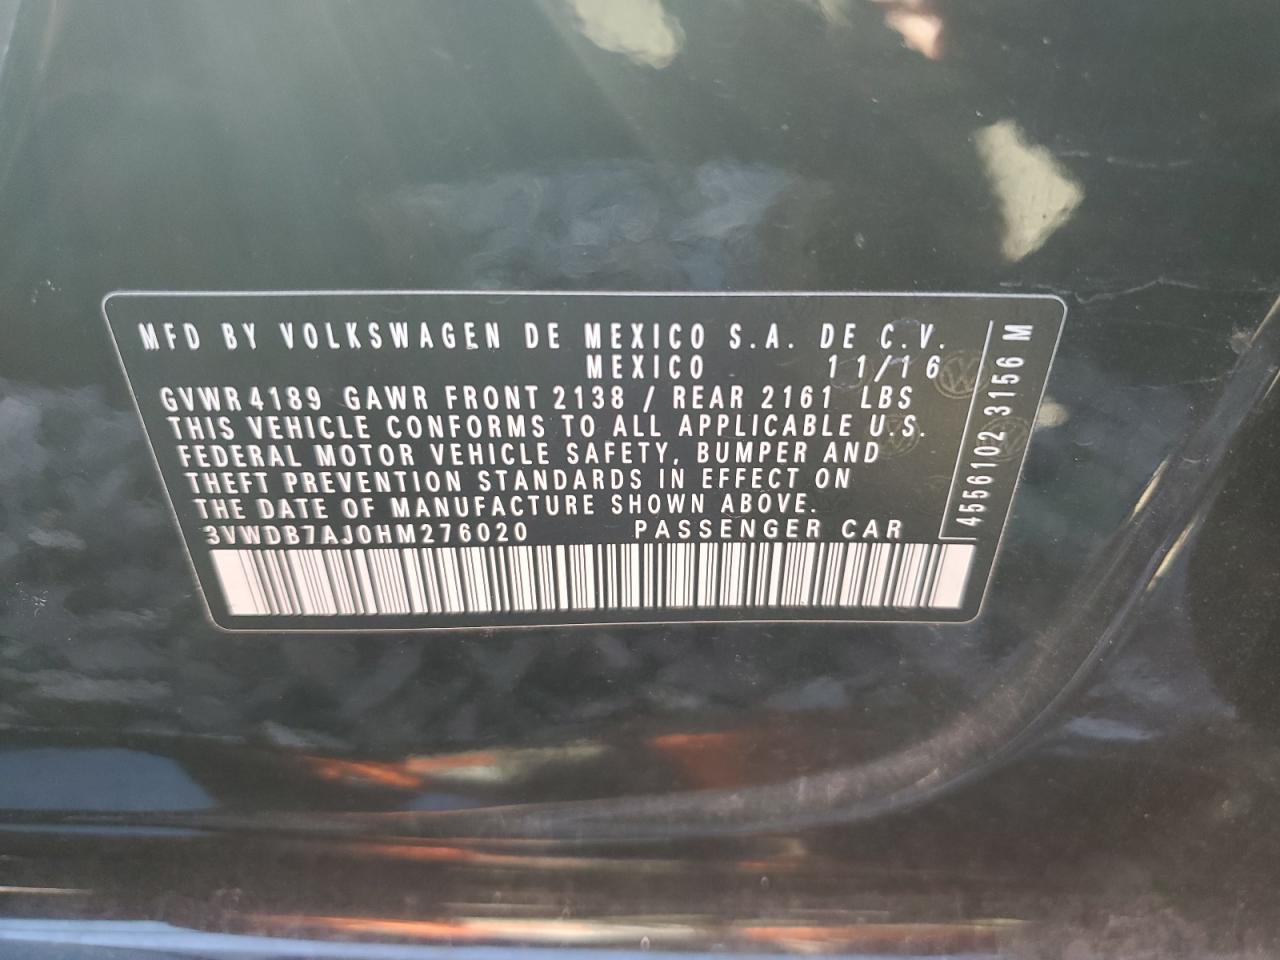 MFD BY VOLKSWAGEN DE MEXICO S.A. DE C.V.
MEXICO 11/16
GVWR 4189 GAWR FRONT 2138 / REAR 2161 LBS
THIS VEHICLE CONFORMS TO ALL APPLICABLE U.S.
FEDERAL MOTOR VEHICLE SAFETY, BUMPER AND
THEFT PREVENTION STANDARDS IN EFFECT ON
THE DATE OF MANUFACTURE SHOWN ABOVE.
3VWDB7AJ0HM276020 PASSENGER CAR
4556102 3156 M